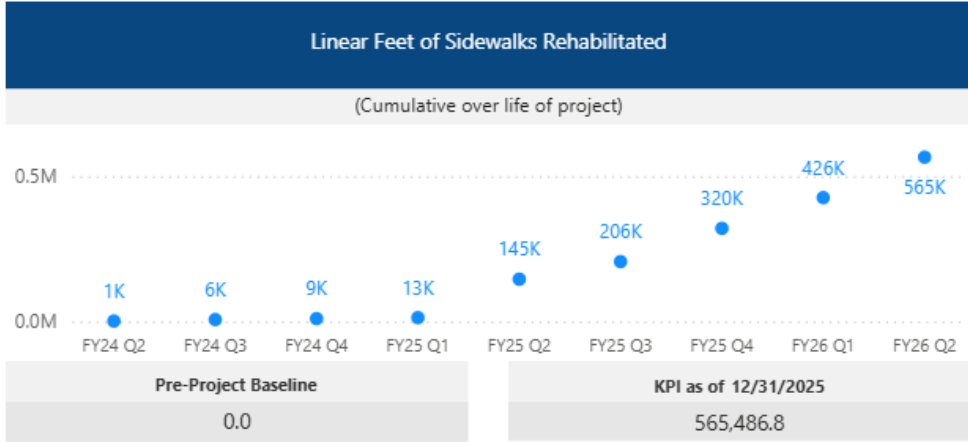 Linear Feet of Sidewalks Rehabilitated
(Cumulative over life of project)
0.5M
0.0M
1K
6K
9K
13K
145K
206K
320K
426K
565K
FY24 Q2 FY24 Q3 FY24 Q4 FY25 Q1 FY25 Q2 FY25 Q3 FY25 Q4 FY26 Q1 FY26 Q2
Pre-Project Baseline
0.0
KPI as of 12/31/2025
565,486.8